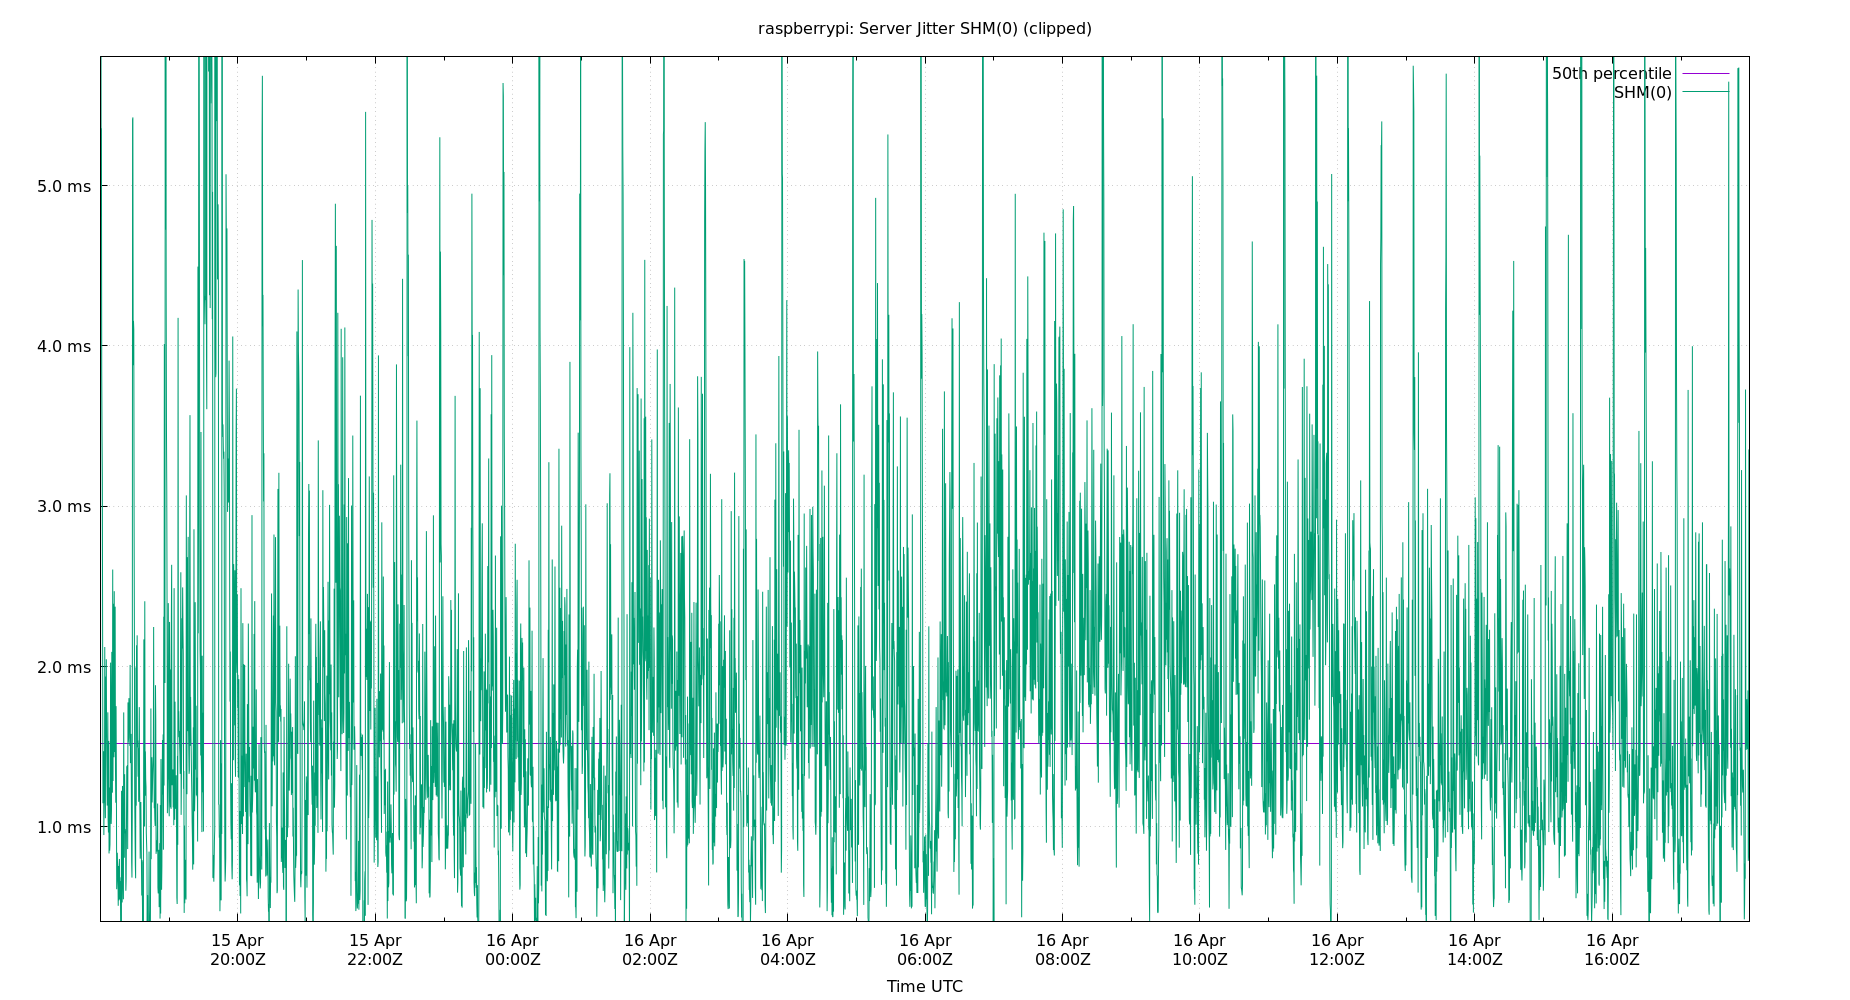 raspberrypi: Server Jitter SHM(0) (clipped)
50th percentile
SHM(0)
5.0 ms
4.0 ms
3.0 ms
2.0 ms
1.0 ms
15 Apr 15 Apr 16 Apr 16 Apr 16 Apr 16 Apr 16 Apr 16 Apr 16 Apr 16 Apr 16 Apr
20:00Z 22:00Z 00:00Z 02:00Z 04:00Z 06:00Z 08:00Z 10:00Z 12:00Z 14:00Z 16:00Z
Time UTC